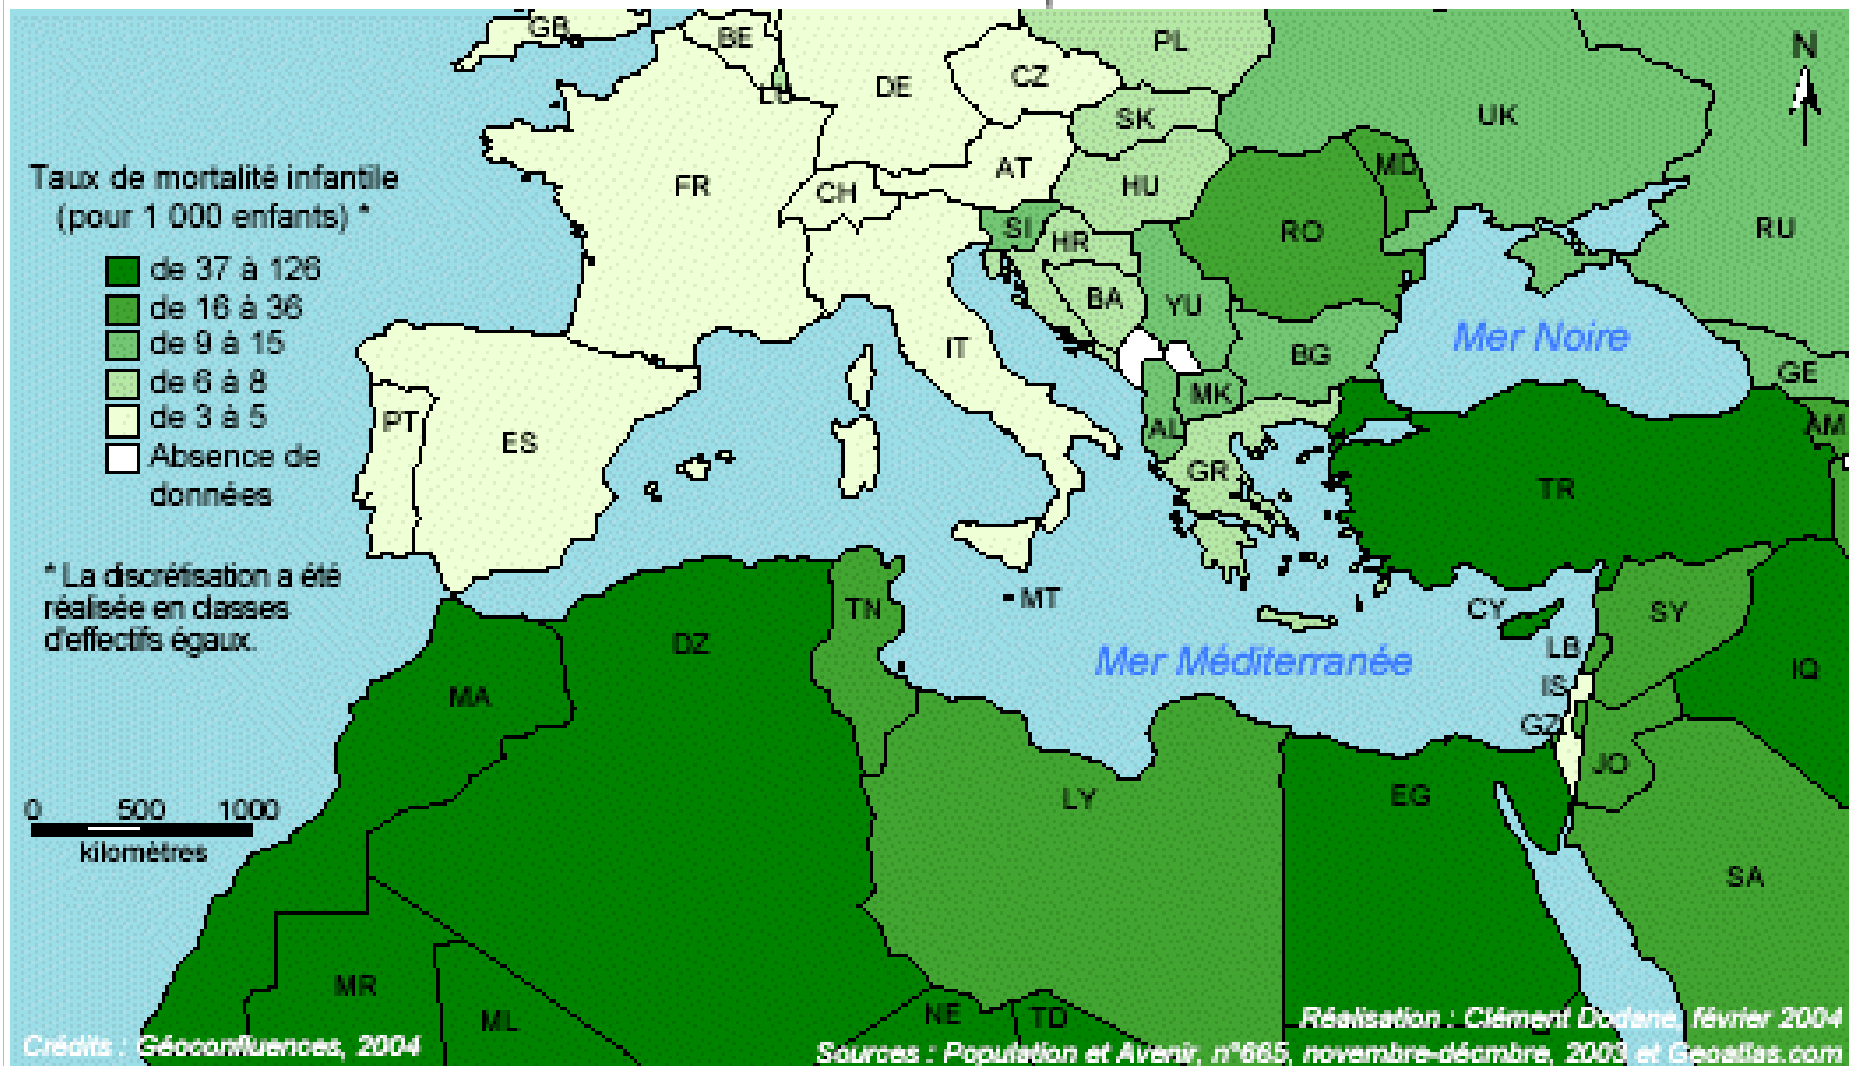 GB
BE
PL
N
CZ
DE
LU
SK
UK
AT
MD
Taux de mortalité infantile
(pour 1 000 enfants) *
FR
CH
HU
SI
HR
RO
RU
de 37 à 126
de 16 à 36
de 9 à 15
de 6 à 8
de 3 à 5
Absence de
données
BA
YU
IT
BG
Mer Noire
GE
MK
PT
ES
AL
AM
GR
TR
* La discrétisation a été
réalisée en classes
d'effectifs égaux.
MT
TN
CY
SY
DZ
LB
Mer Méditerranée
IQ
MA
IS
GZ
JO
LY
EG
0 500 1000
kilomètres
SA
MR
ML
NE
TD
Réalisation : Clément Dodane, février 2004
Crédits : Géoconfluences, 2004
Sources : Population et Avenir, n°665, novembre-décmbre, 2003 et Geoatlas.com